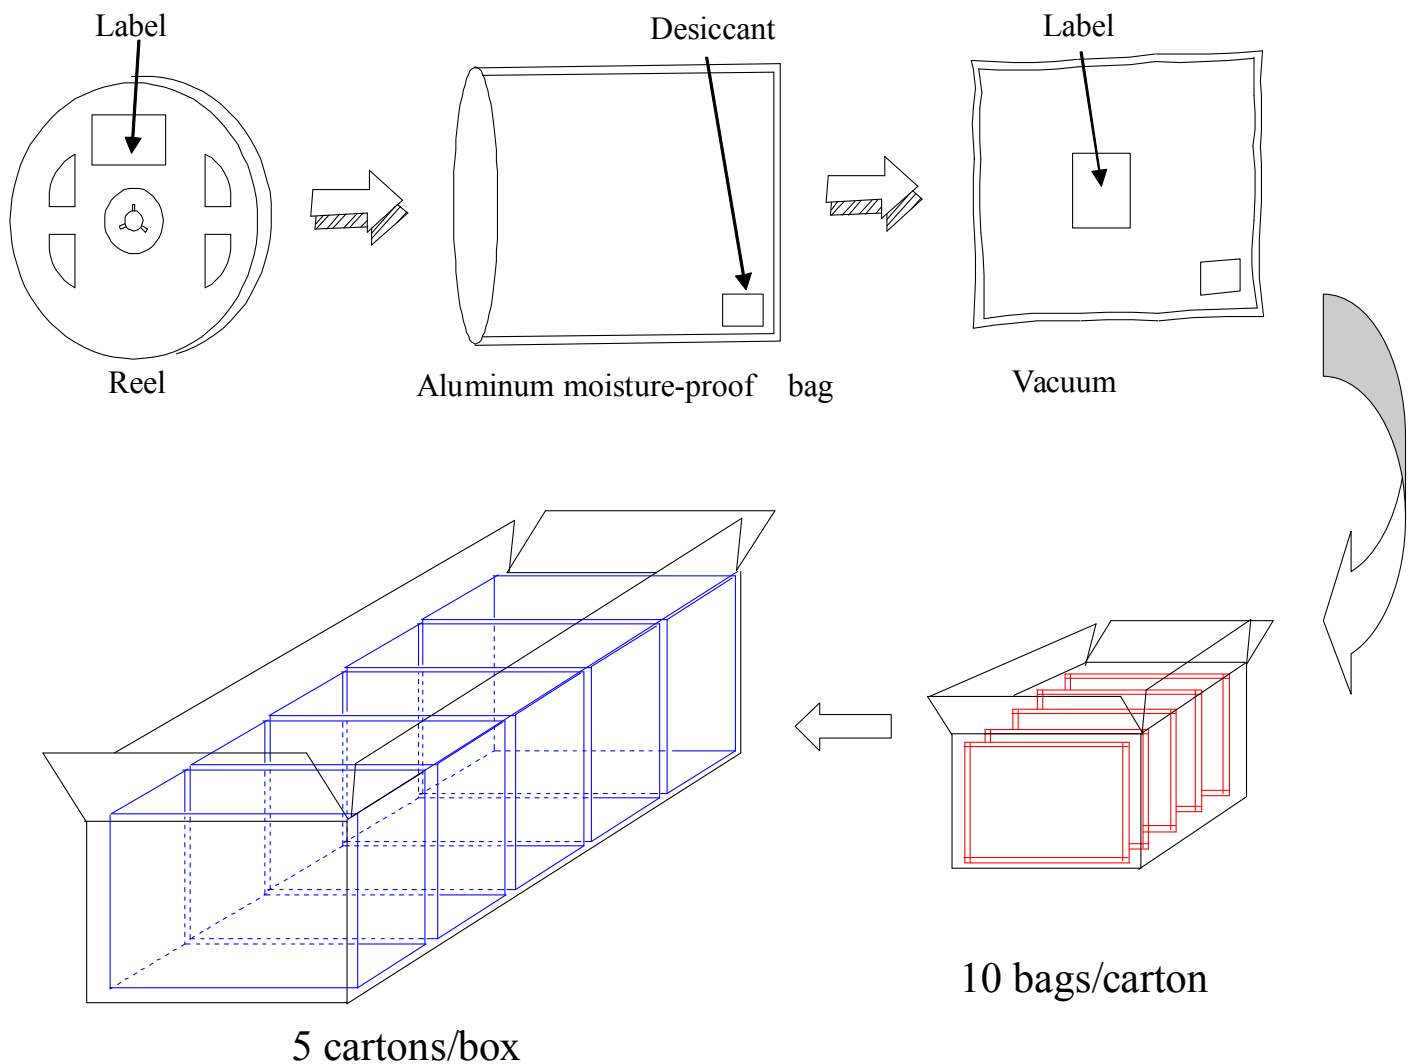 Label
Desiccant
Label
Reel
Aluminum moisture-proof bag
Vacuum
10 bags/carton
5 cartons/box